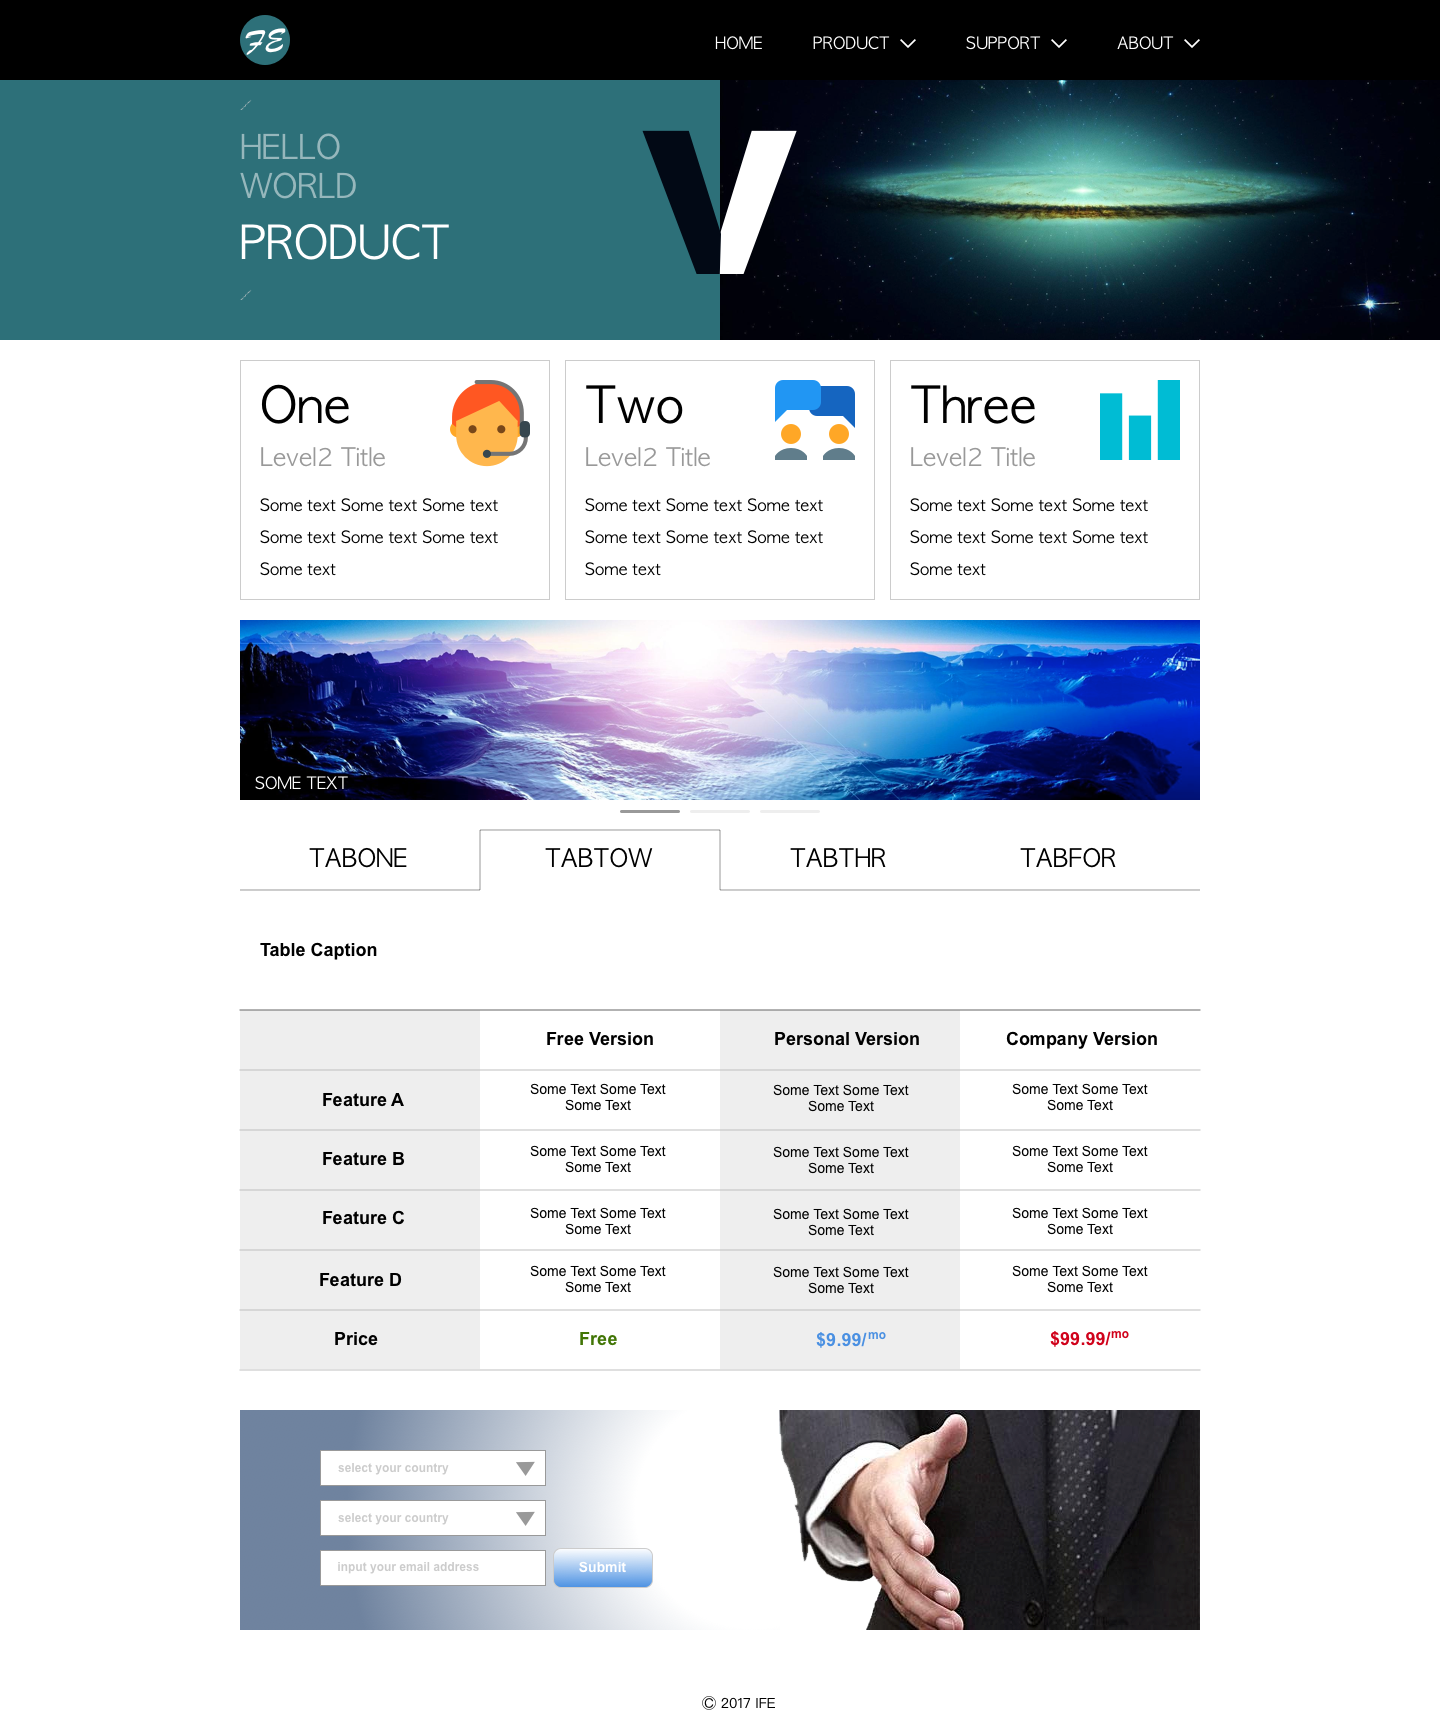 FE
HOME PRODUCT SUPPORT ABOUT
HELLO
WORLD
PRODUCT
V
One
Level2 Title
Some text Some text Some text
Some text Some text Some text
Some text
Two
Level2 Title
Some text Some text Some text
Some text Some text Some text
Some text
Three
Level2 Title
Some text Some text Some text
Some text Some text Some text
Some text
SOME TEXT
TABONE TABTOW TABTHR TABFOR
Table Caption
Free Version Personal Version Company Version
Feature A
Some Text Some Text
Some Text
Some Text Some Text
Some Text
Some Text Some Text
Some Text
Feature B
Some Text Some Text
Some Text
Some Text Some Text
Some Text
Some Text Some Text
Some Text
Feature C
Some Text Some Text
Some Text
Some Text Some Text
Some Text
Some Text Some Text
Some Text
Feature D
Some Text Some Text
Some Text
Some Text Some Text
Some Text
Some Text Some Text
Some Text
Price Free $9.99/mo $99.99/mo
select your country
select your country
input your email address Submit
© 2017 IFE